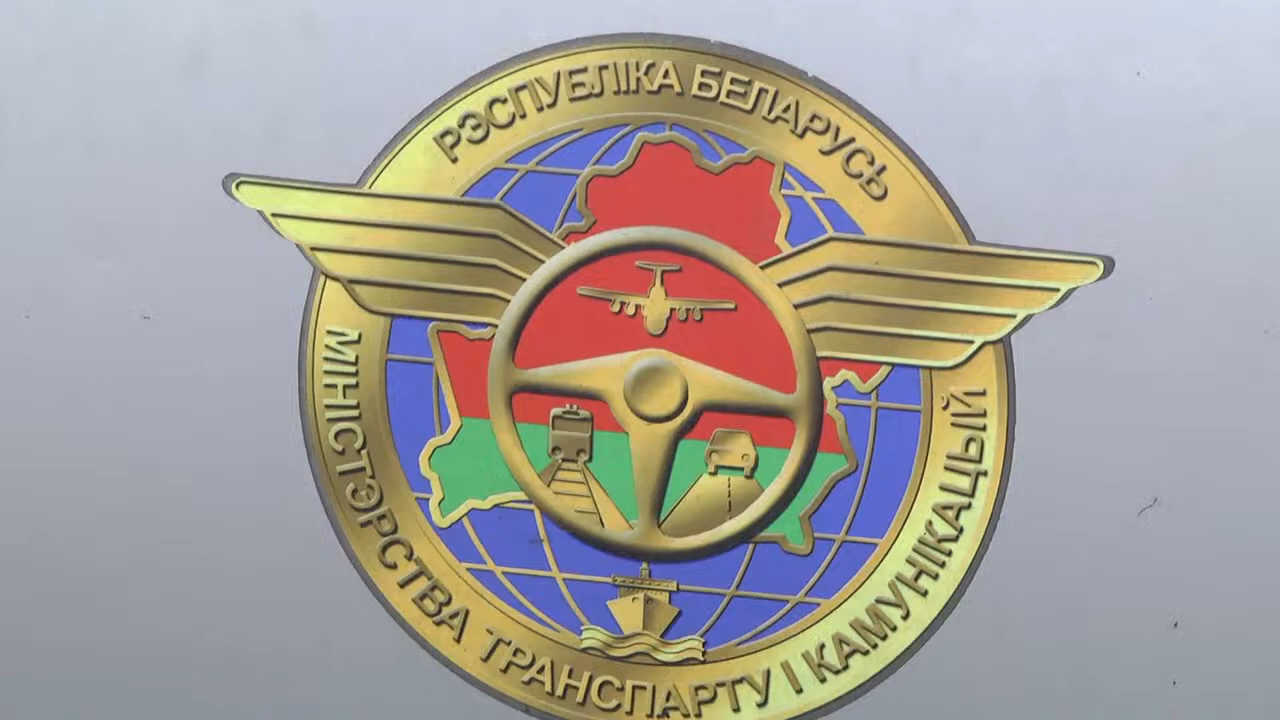 РЭСПУБЛІКА БЕЛАРУСЬ
МІНІСТЭРСТВА ТРАНСПАРТУ І КАМУНІКАЦЫЙ